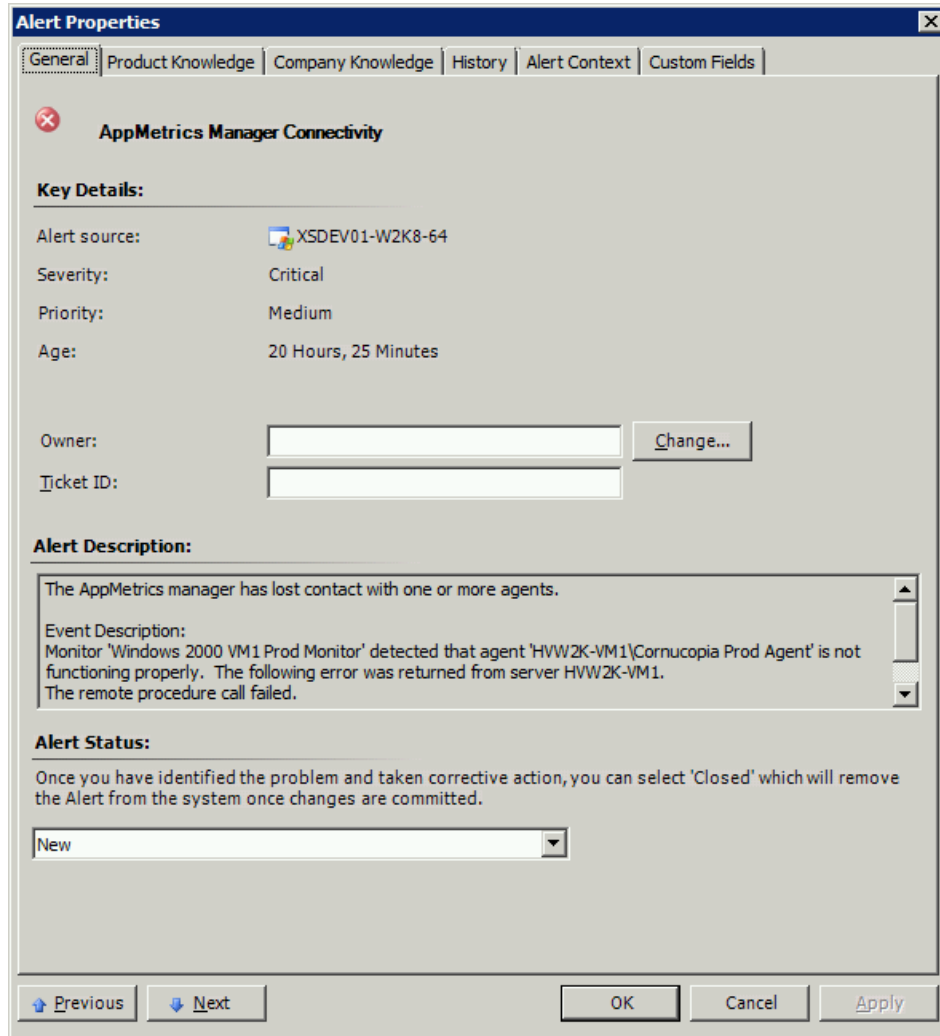 Alert Properties
General Product Knowledge Company Knowledge History Alert Context Custom Fields
AppMetrics Manager Connectivity
Key Details:
Alert source: XSDEV01-W2K8-64
Severity: Critical
Priority: Medium
Age: 20 Hours, 25 Minutes
Owner: Change...
Ticket ID:
Alert Description:
The AppMetrics manager has lost contact with one or more agents.
Event Description:
Monitor 'Windows 2000 VM1 Prod Monitor' detected that agent 'HVW2K-VM1\Cornucopia Prod Agent' is not
functioning properly.  The following error was returned from server HVW2K-VM1.
The remote procedure call failed.
Alert Status:
Once you have identified the problem and taken corrective action, you can select 'Closed' which will remove
the Alert from the system once changes are committed.
New
Previous Next OK Cancel Apply